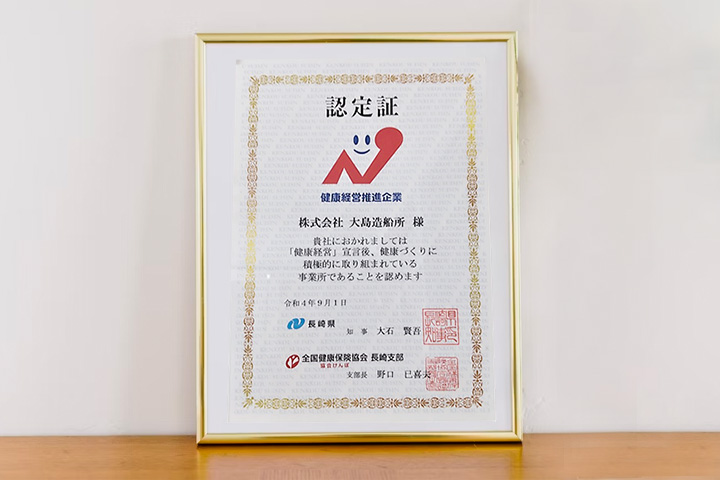 認定証
健康経営推進企業
株式会社 大島造船所 様
貴社におかれましては
「健康経営」宣言後、健康づくりに
積極的に取り組まれている
事業所であることを認めます
令和4年9月1日
長崎県
知事 大石 賢吾
全国健康保険協会 長崎支部
協会けんぽ
支部長 野口 巳喜夫